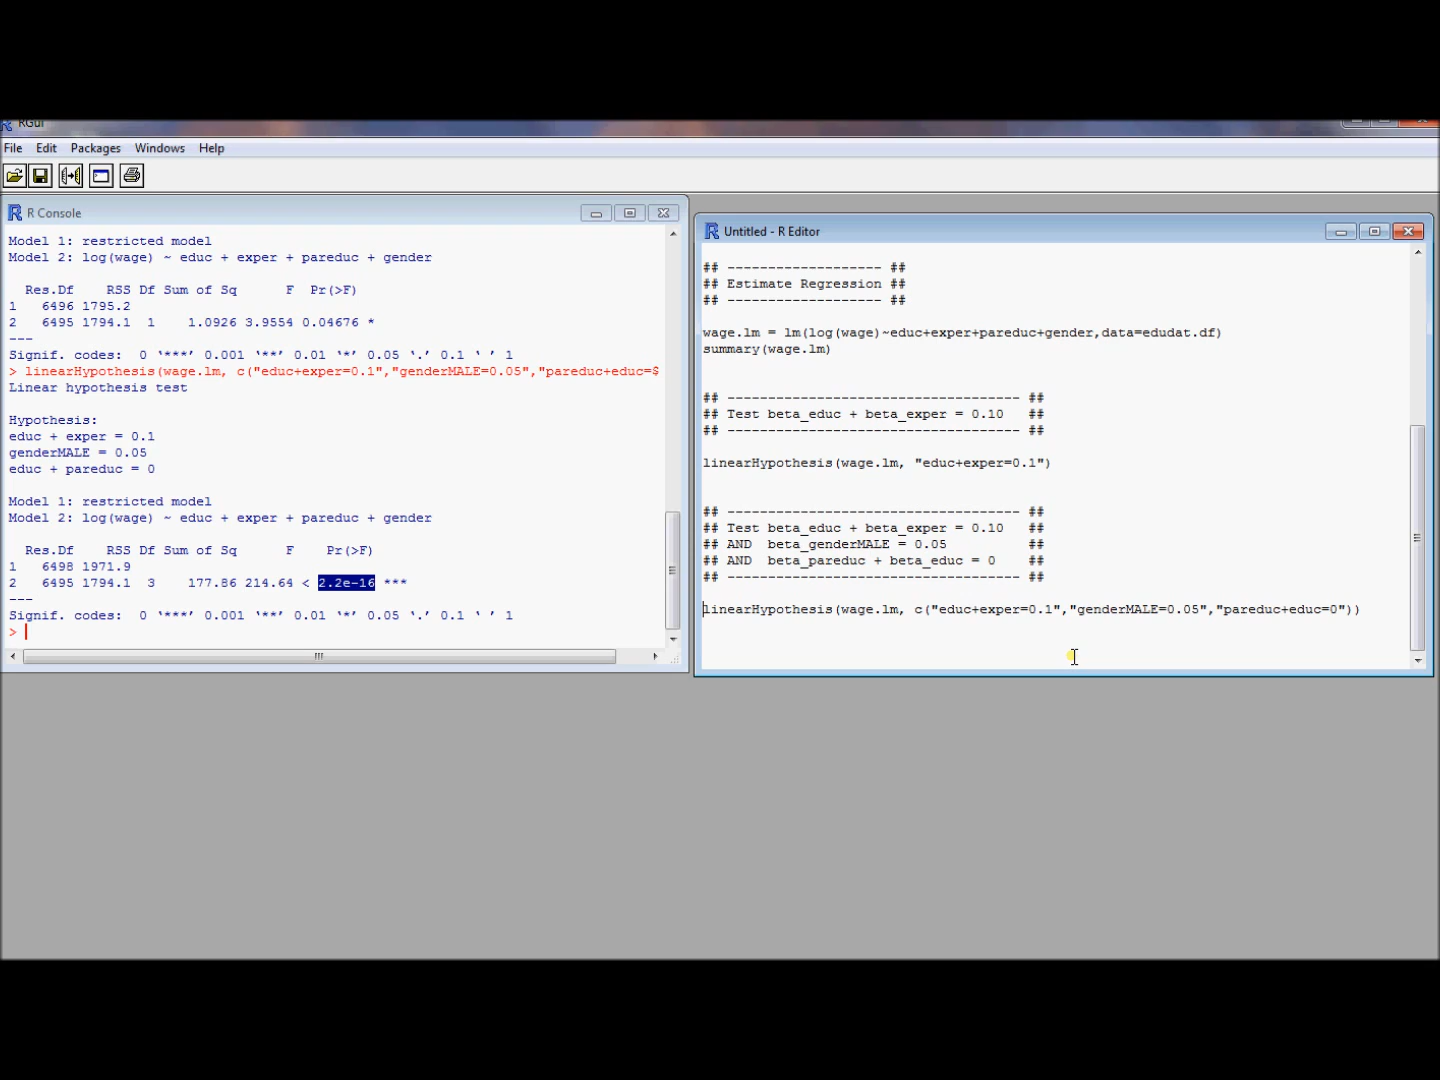 RGui
File Edit Packages Windows Help
R Console
Model 1: restricted model
Model 2: log(wage) ~ educ + exper + pareduc + gender
Res.Df RSS Df Sum of Sq F Pr(>F)
1 6496 1795.2
2 6495 1794.1 1 1.0926 3.9554 0.04676 *
---
Signif. codes: 0 ‘***’ 0.001 ‘**’ 0.01 ‘*’ 0.05 ‘.’ 0.1 ‘ ’ 1
> linearHypothesis(wage.lm, c("educ+exper=0.1","genderMALE=0.05","pareduc+educ=$
Linear hypothesis test
Hypothesis:
educ + exper = 0.1
genderMALE = 0.05
educ + pareduc = 0
Model 1: restricted model
Model 2: log(wage) ~ educ + exper + pareduc + gender
Res.Df RSS Df Sum of Sq F Pr(>F)
1 6498 1971.9
2 6495 1794.1 3 177.86 214.64 < 2.2e-16 ***
---
Signif. codes: 0 ‘***’ 0.001 ‘**’ 0.01 ‘*’ 0.05 ‘.’ 0.1 ‘ ’ 1
>
Untitled - R Editor
## ------------------- ##
## Estimate Regression ##
## ------------------- ##
wage.lm = lm(log(wage)~educ+exper+pareduc+gender,data=edudat.df)
summary(wage.lm)
## ------------------------------------ ##
## Test beta_educ + beta_exper = 0.10 ##
## ------------------------------------ ##
linearHypothesis(wage.lm, "educ+exper=0.1")
## ------------------------------------ ##
## Test beta_educ + beta_exper = 0.10 ##
## AND beta_genderMALE = 0.05 ##
## AND beta_pareduc + beta_educ = 0 ##
## ------------------------------------ ##
linearHypothesis(wage.lm, c("educ+exper=0.1","genderMALE=0.05","pareduc+educ=0"))